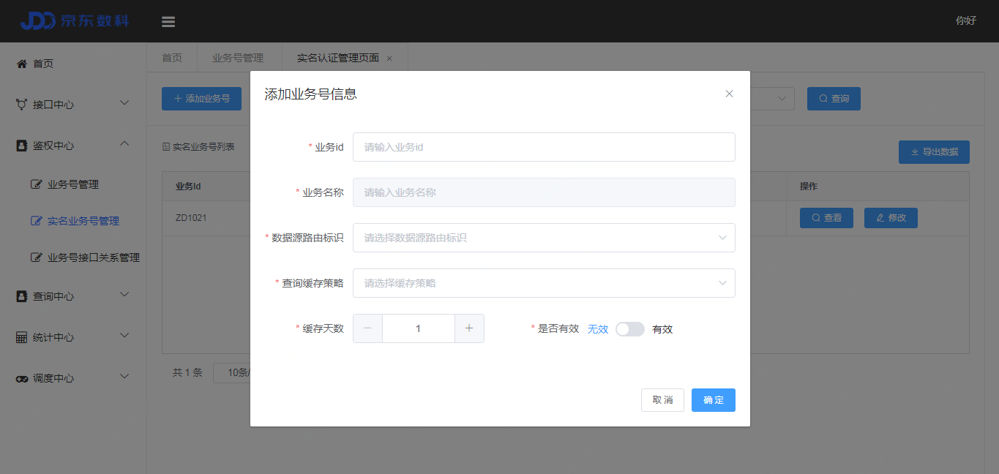 JDD 京东数科
你好
首页
接口中心
鉴权中心
业务号管理
实名业务号管理
业务号接口关系管理
查询中心
统计中心
调度中心
首页 业务号管理 实名认证管理页面 ×
+ 添加业务号 查询
实名业务号列表 导出数据
业务Id 操作
ZD1021 查看 修改
共 1 条 10条/
添加业务号信息 ×
* 业务id 请输入业务id
* 业务名称 请输入业务名称
* 数据源路由标识 请选择数据源路由标识
* 查询缓存策略 请选择缓存策略
* 缓存天数 − 1 + * 是否有效 无效 有效
取消 确定